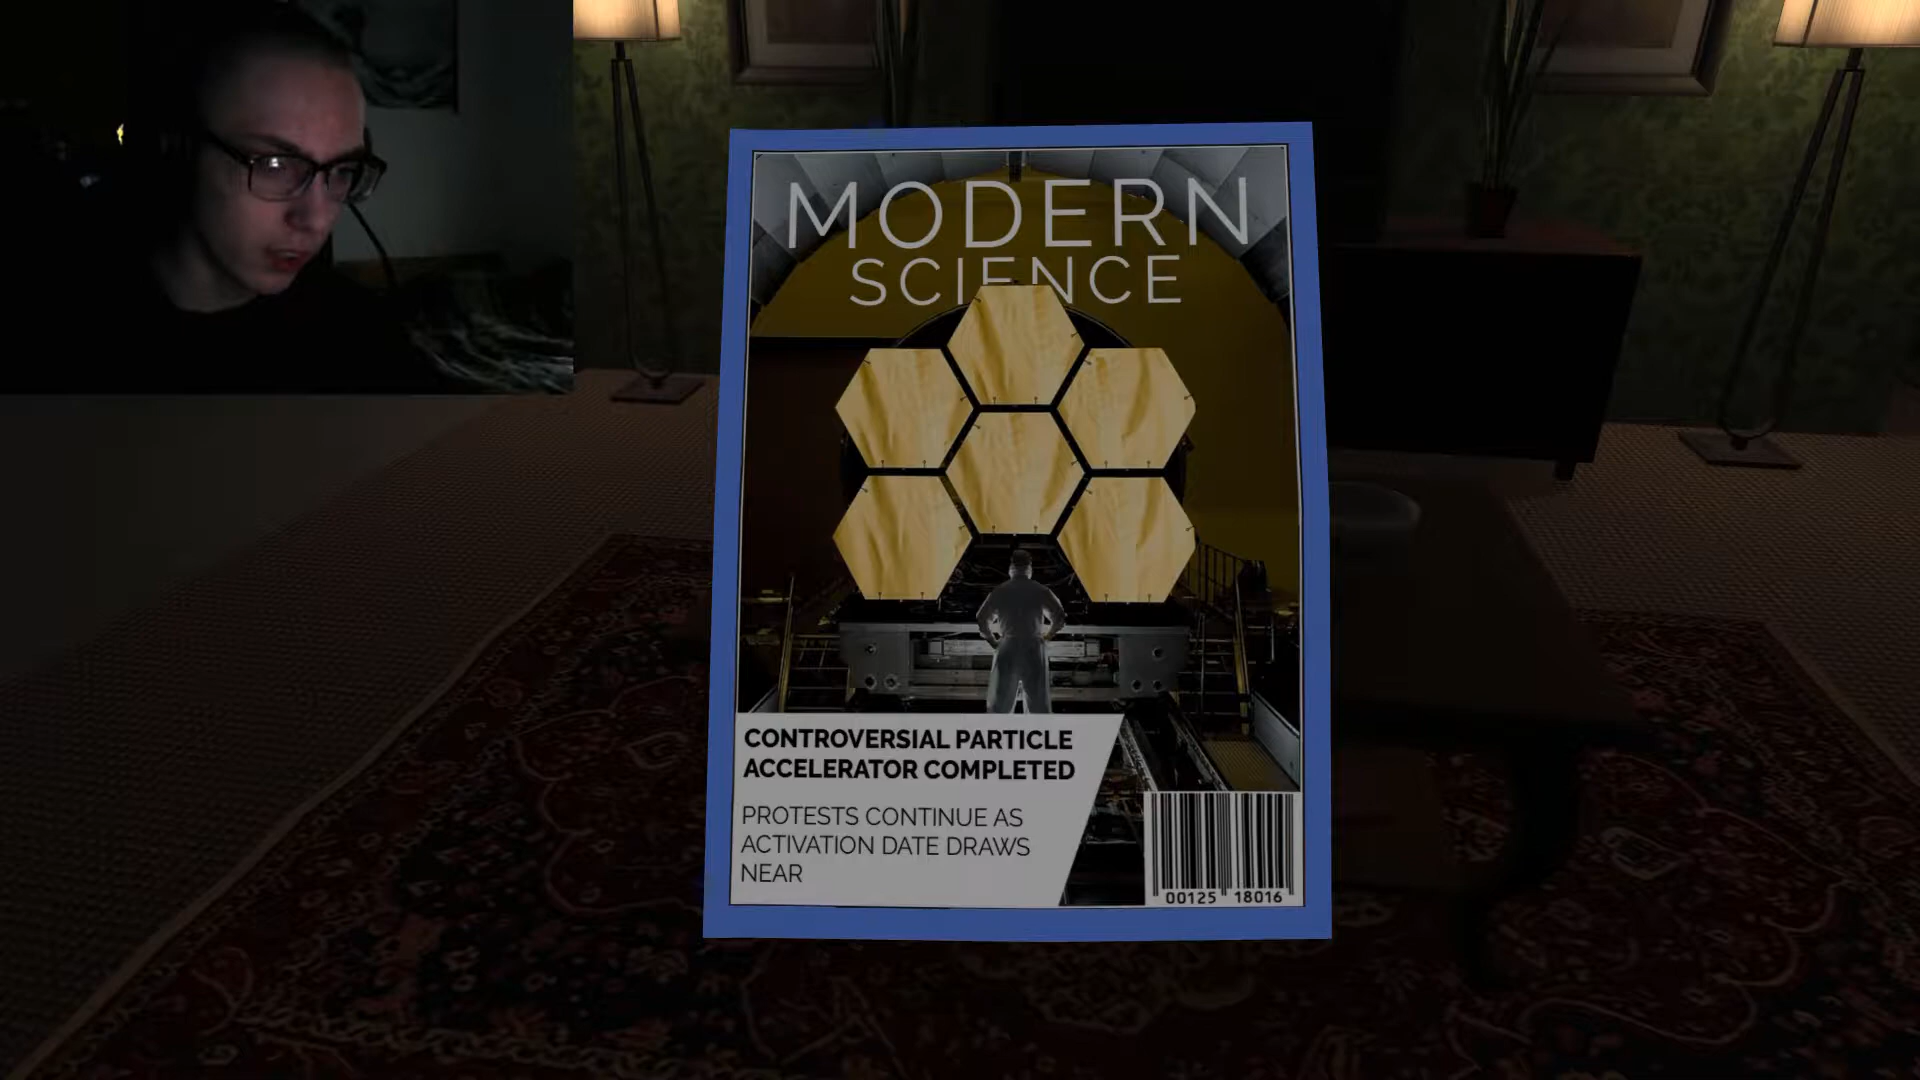 MODERN
SCIENCE
CONTROVERSIAL PARTICLE
ACCELERATOR COMPLETED
PROTESTS CONTINUE AS
ACTIVATION DATE DRAWS
NEAR
00125 18016